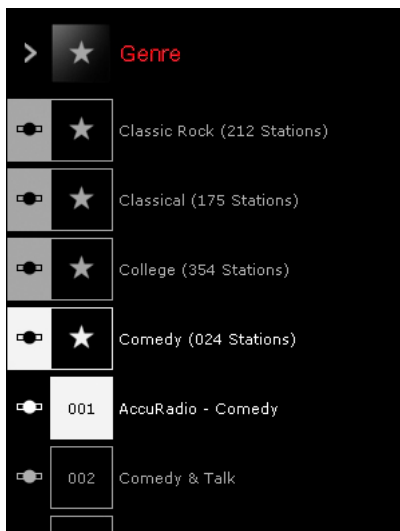 Genre
Classic Rock (212 Stations)
Classical (175 Stations)
College (354 Stations)
Comedy (024 Stations)
001 AccuRadio - Comedy
002 Comedy & Talk